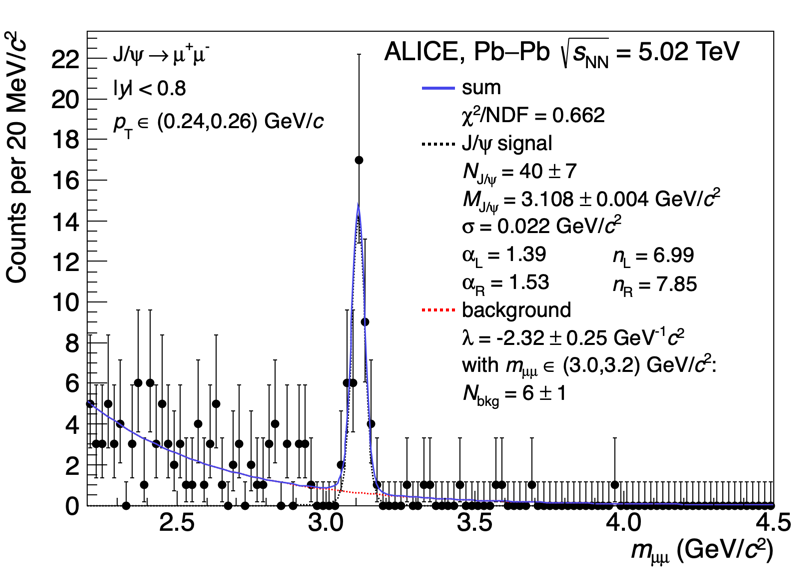 J/ψ → μ⁺μ⁻
|y| < 0.8
p_T ∈ (0.24,0.26) GeV/c
ALICE, Pb–Pb √s_NN = 5.02 TeV
sum
χ²/NDF = 0.662
J/ψ signal
N_J/ψ = 40 ± 7
M_J/ψ = 3.108 ± 0.004 GeV/c²
σ = 0.022 GeV/c²
α_L = 1.39 n_L = 6.99
α_R = 1.53 n_R = 7.85
background
λ = -2.32 ± 0.25 GeV⁻¹c²
with m_μμ ∈ (3.0,3.2) GeV/c²:
N_bkg = 6 ± 1
Counts per 20 MeV/c²
22
20
18
16
14
12
10
8
6
4
2
0
2.5 3.0 3.5 4.0 4.5
m_μμ (GeV/c²)